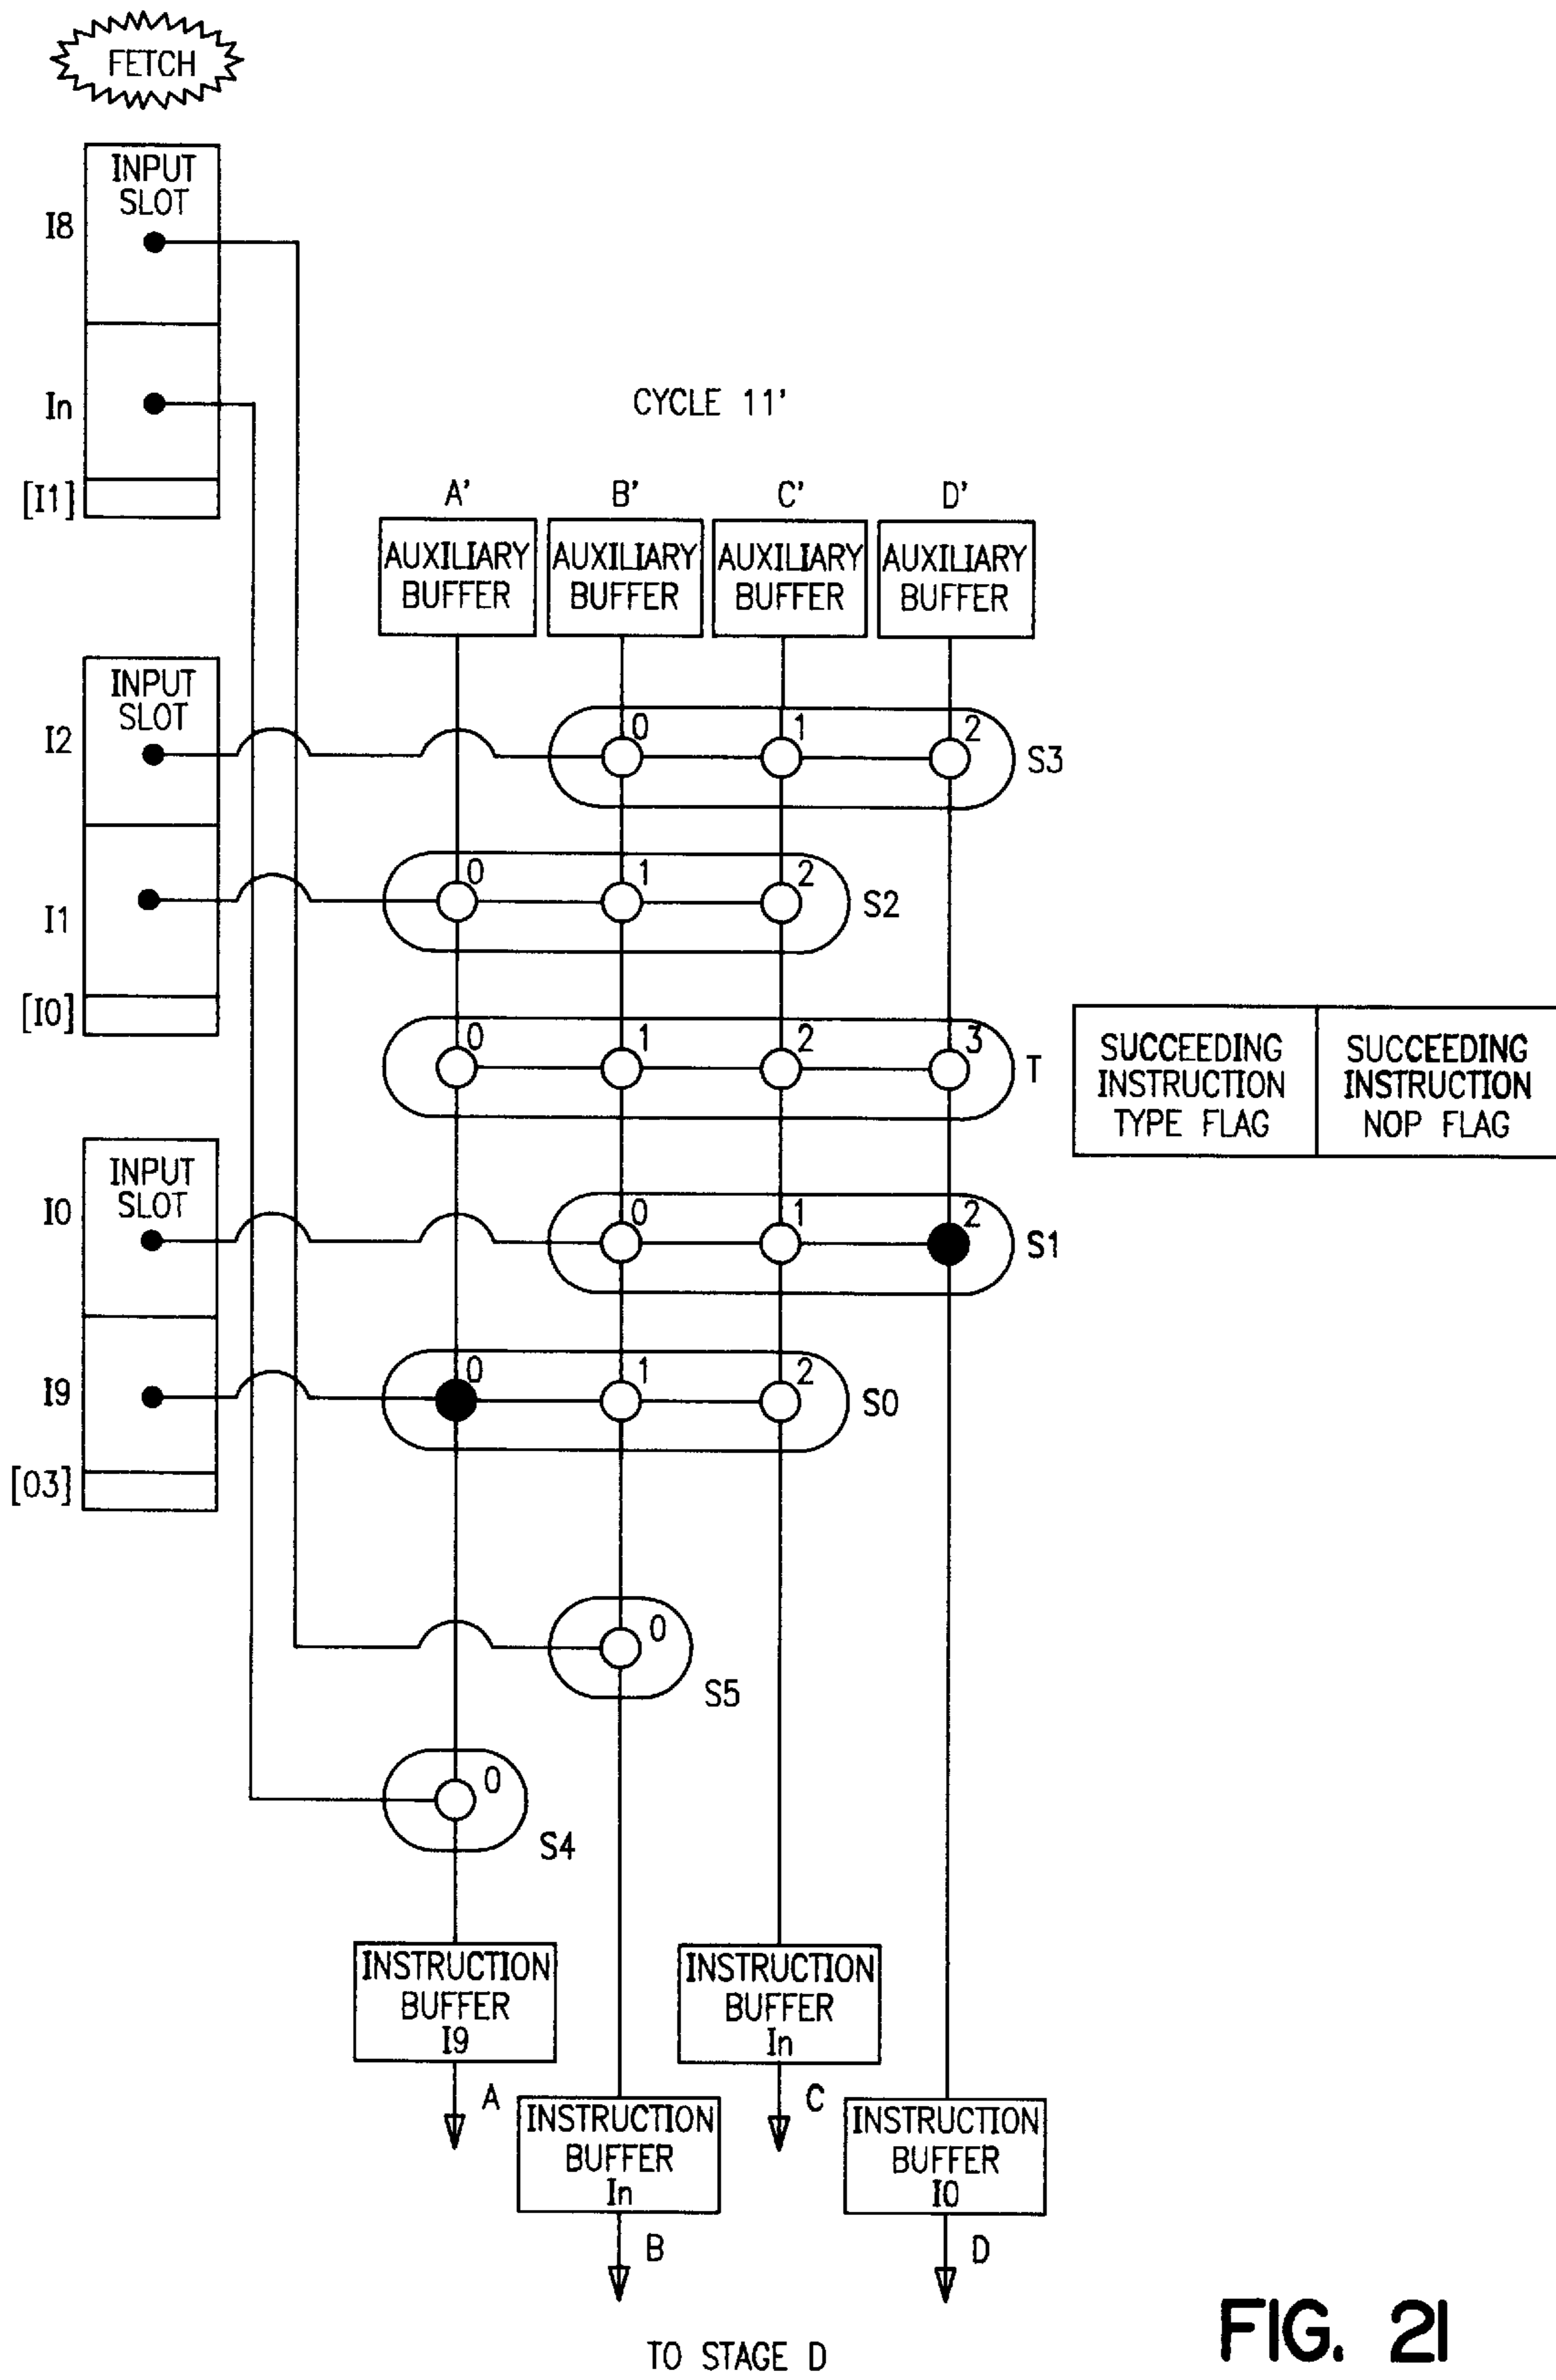 FETCH
INPUT
SLOT
I8
In
[I1]
CYCLE 11'
A' B' C' D'
AUXILIARY
BUFFER
AUXILIARY
BUFFER
AUXILIARY
BUFFER
AUXILIARY
BUFFER
INPUT
SLOT
I2
0 1 2 S3
I1
0 1 2 S2
[I0]
0 1 2 3 T
SUCCEEDING
INSTRUCTION
TYPE FLAG
SUCCEEDING
INSTRUCTION
NOP FLAG
INPUT
SLOT
I0
0 1 2 S1
I9
0 1 2 S0
[03]
0
S5
0
S4
INSTRUCTION
BUFFER
I9
A
INSTRUCTION
BUFFER
In
B
INSTRUCTION
BUFFER
In
C
INSTRUCTION
BUFFER
I0
D
TO STAGE D
FIG. 21